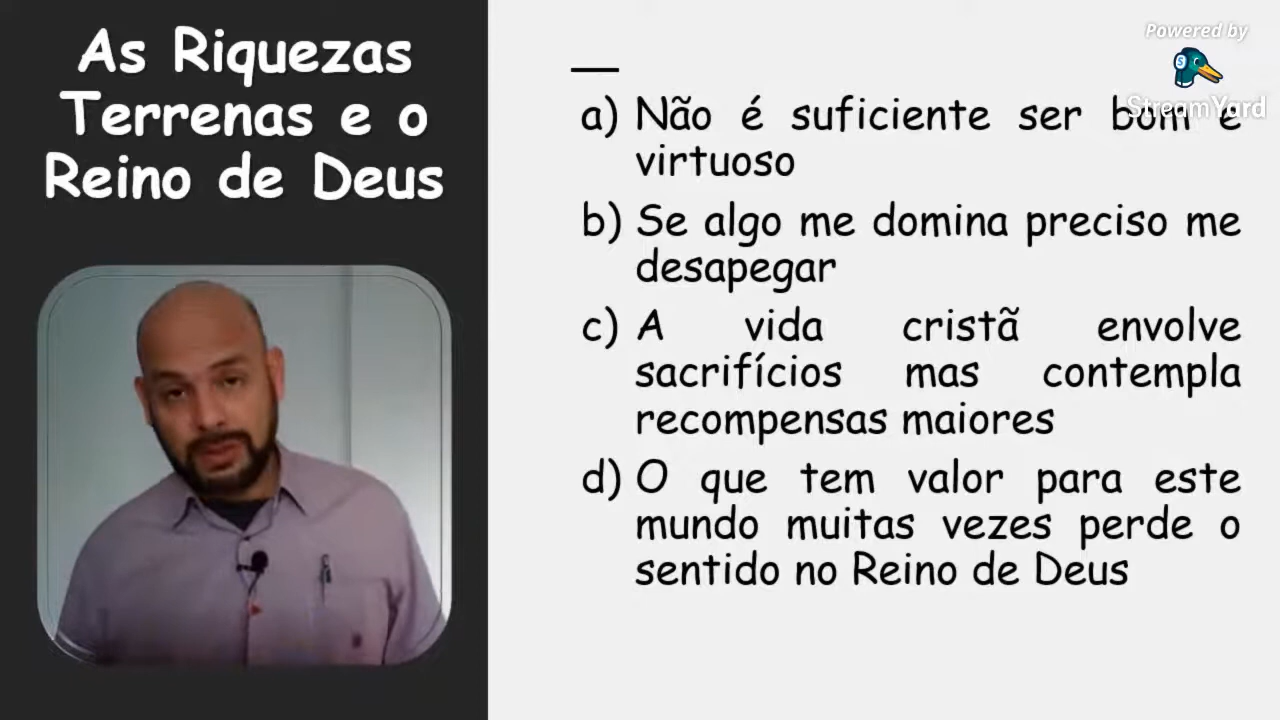 As Riquezas
Terrenas e o
Reino de Deus
Powered by
StreamYard
a) Não é suficiente ser bom e
virtuoso
b) Se algo me domina preciso me
desapegar
c) A vida cristã envolve
sacrifícios mas contempla
recompensas maiores
d) O que tem valor para este
mundo muitas vezes perde o
sentido no Reino de Deus